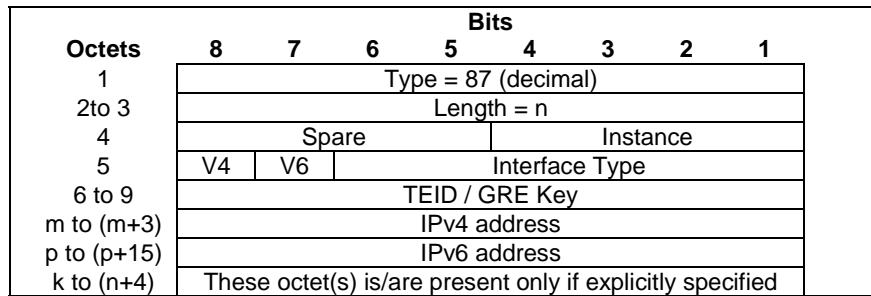 Bits
Octets 8 7 6 5 4 3 2 1
1 Type = 87 (decimal)
2to 3 Length = n
4 Spare Instance
5 V4 V6 Interface Type
6 to 9 TEID / GRE Key
m to (m+3) IPv4 address
p to (p+15) IPv6 address
k to (n+4) These octet(s) is/are present only if explicitly specified